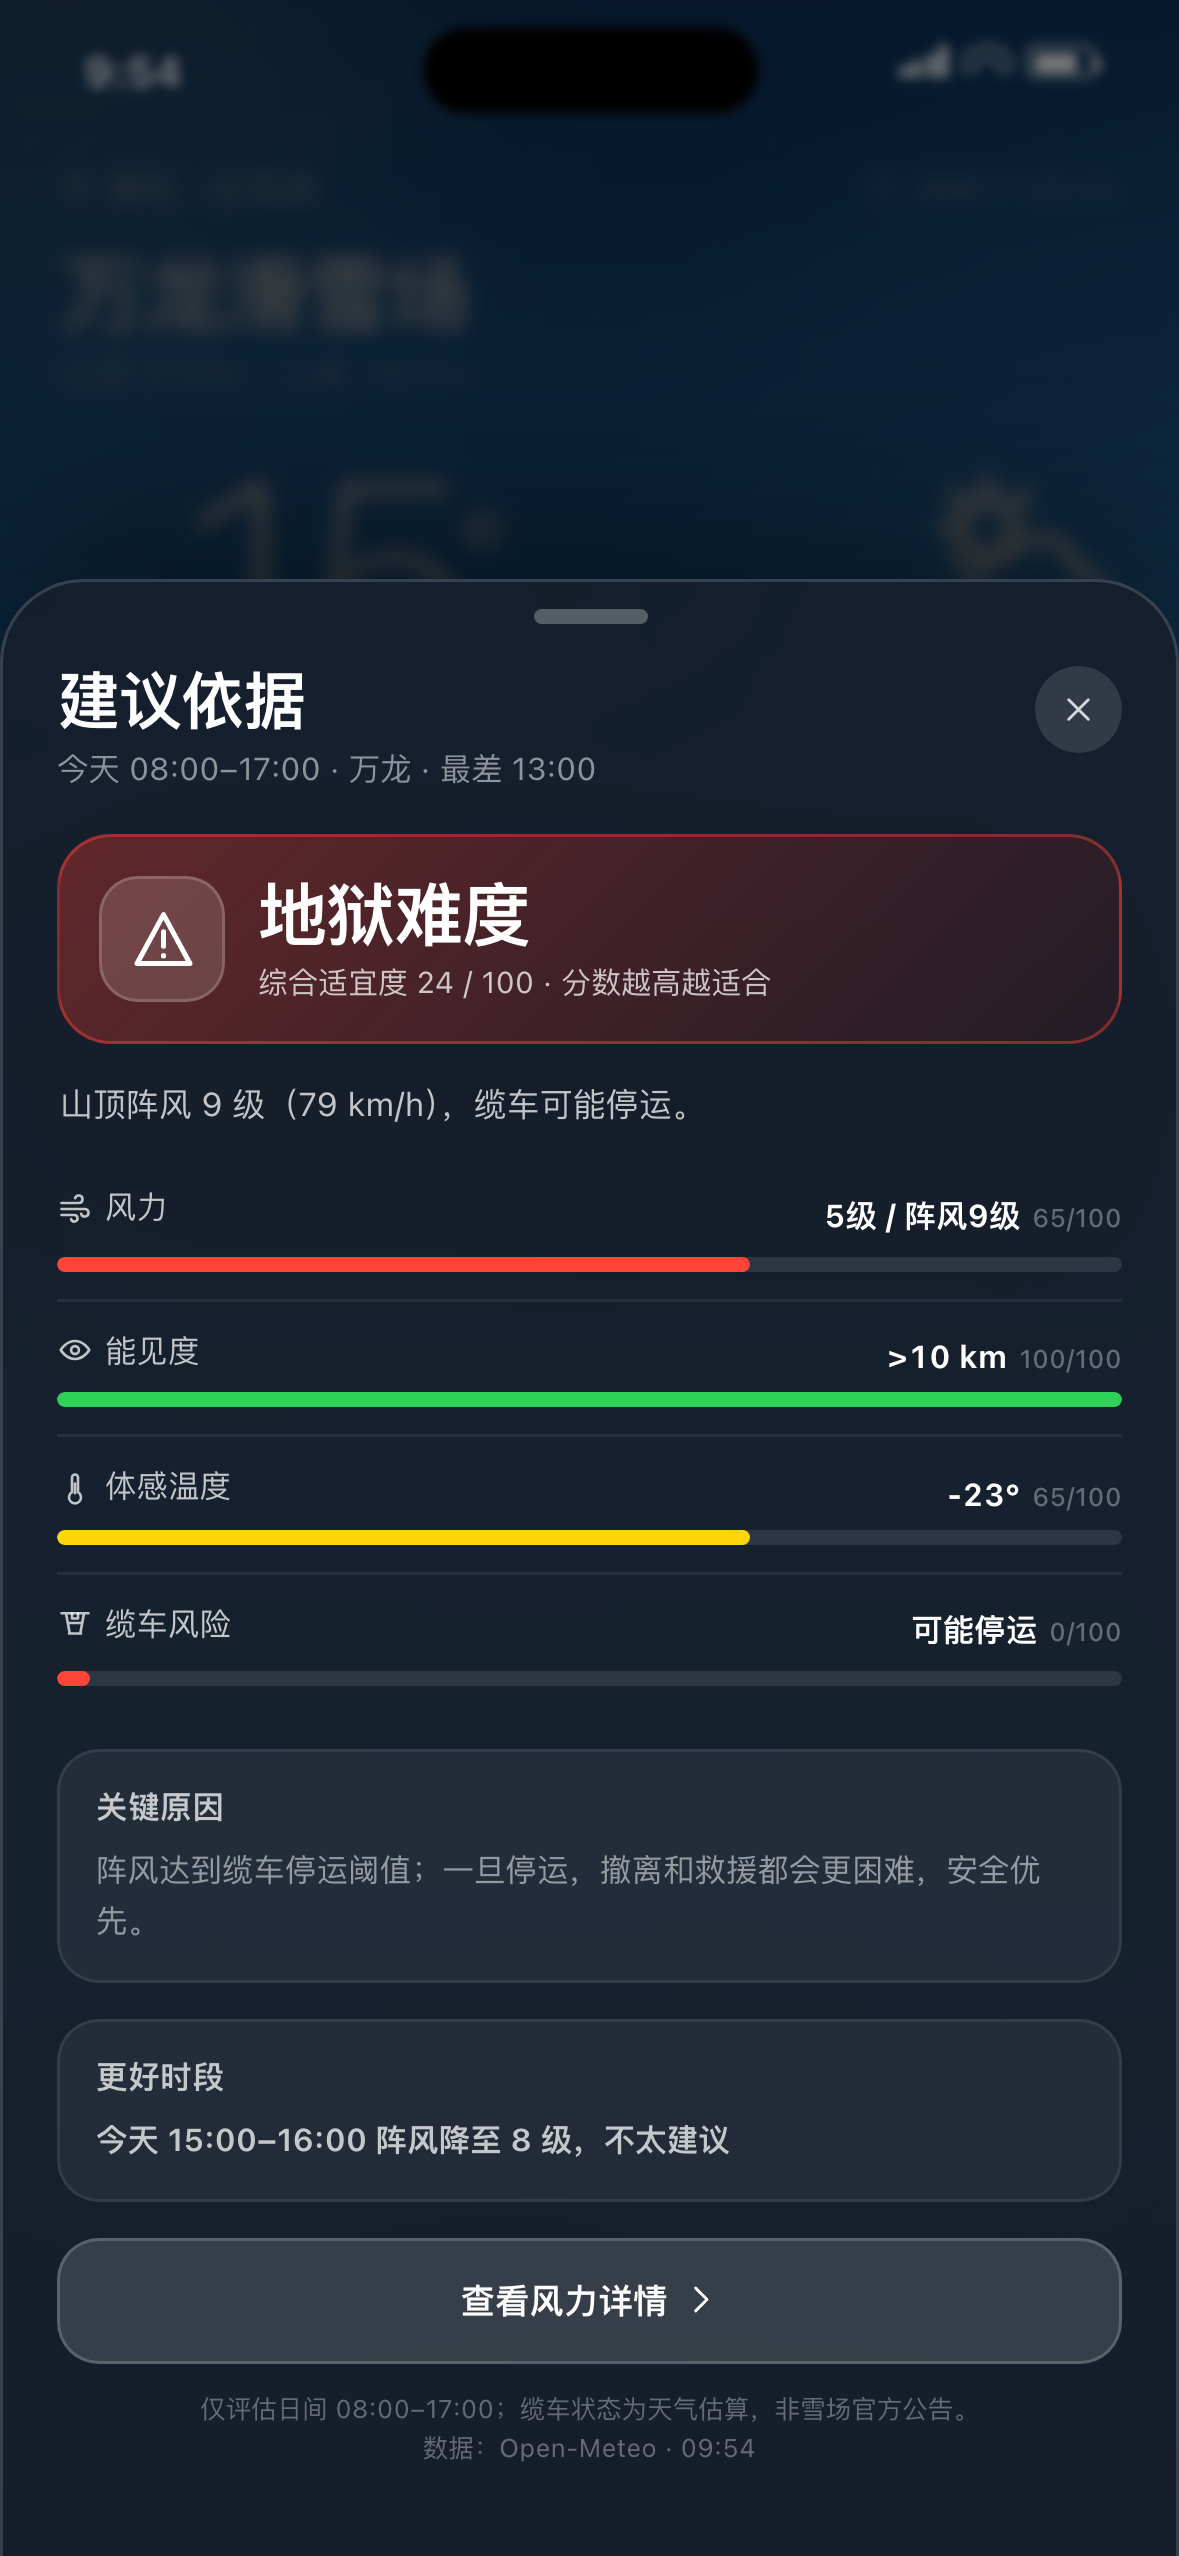 9:54
万龙滑雪场
15°
建议依据
今天 08:00–17:00 · 万龙 · 最差 13:00
地狱难度
综合适宜度 24 / 100 · 分数越高越适合
山顶阵风 9 级（79 km/h），缆车可能停运。
风力 5级 / 阵风9级 65/100
能见度 >10 km 100/100
体感温度 -23° 65/100
缆车风险 可能停运 0/100
关键原因
阵风达到缆车停运阈值；一旦停运，撤离和救援都会更困难，安全优
先。
更好时段
今天 15:00–16:00 阵风降至 8 级，不太建议
查看风力详情
仅评估日间 08:00–17:00；缆车状态为天气估算，非雪场官方公告。
数据：Open-Meteo · 09:54